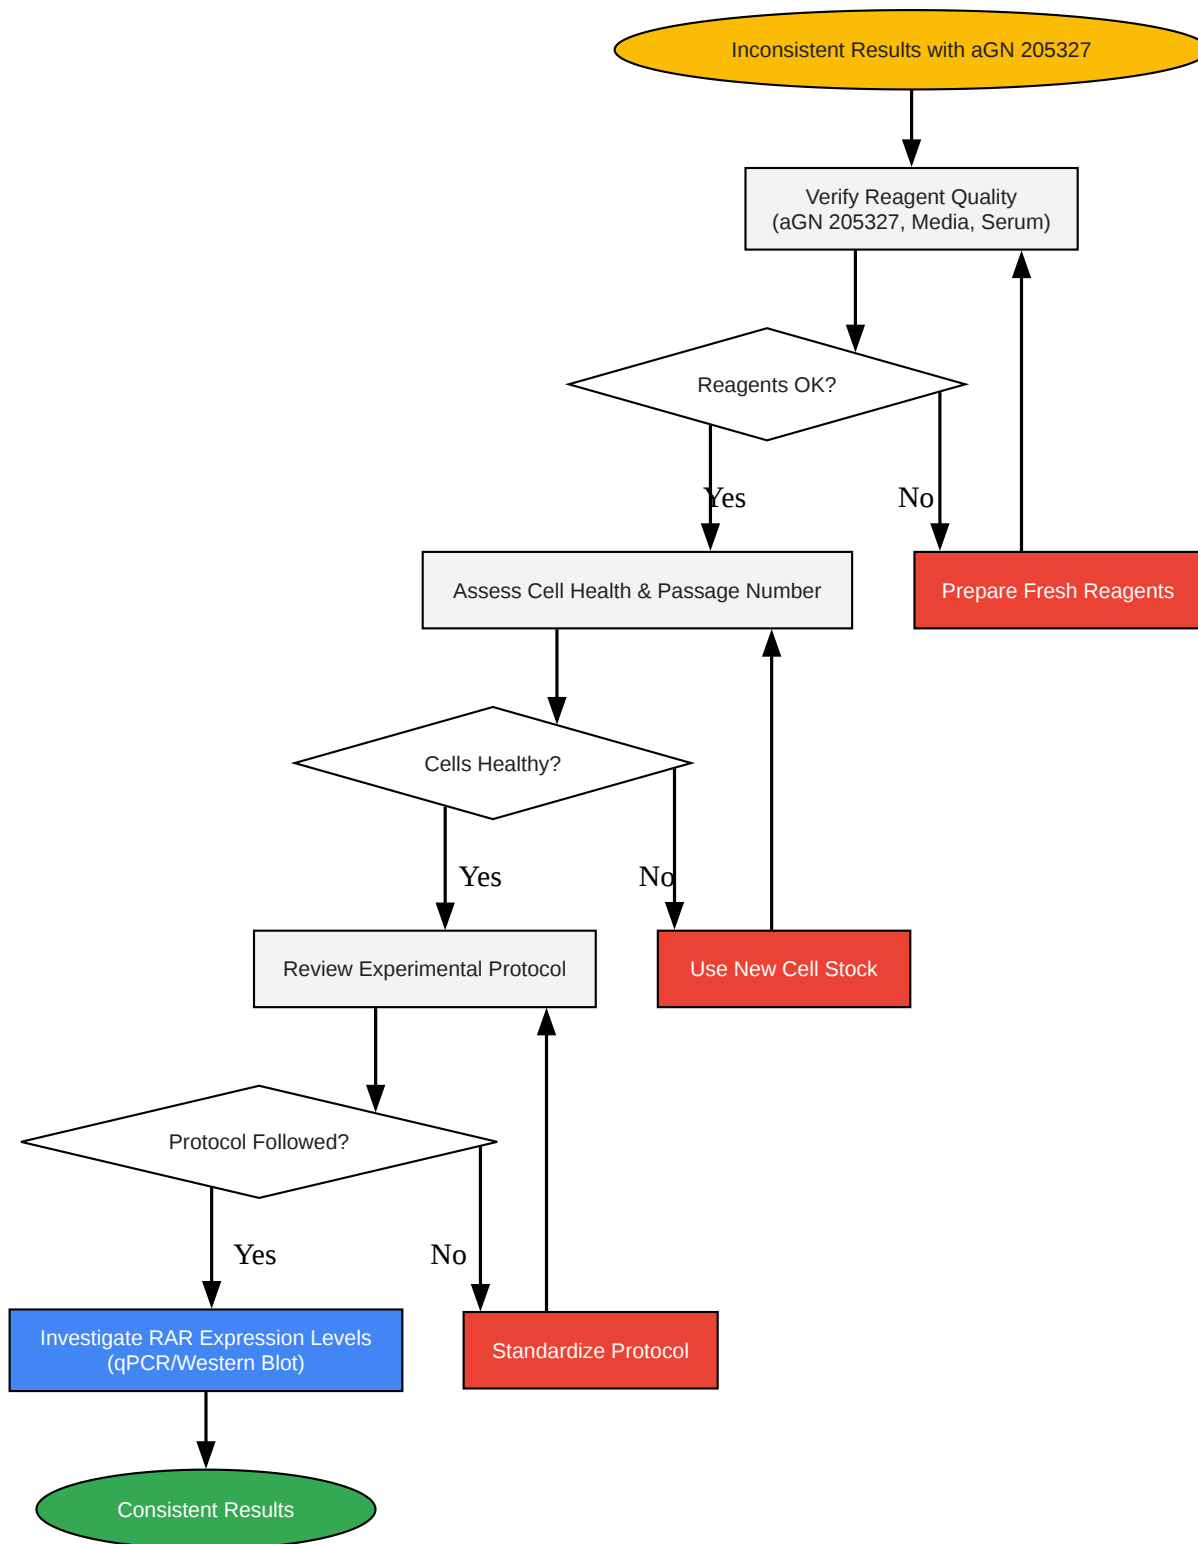 Inconsistent Results with aGN 205327
Verify Reagent Quality
(aGN 205327, Media, Serum)
Reagents OK?
Yes
No
Assess Cell Health & Passage Number
Prepare Fresh Reagents
Cells Healthy?
Yes
No
Review Experimental Protocol
Use New Cell Stock
Protocol Followed?
Yes
No
Investigate RAR Expression Levels
(qPCR/Western Blot)
Standardize Protocol
Consistent Results